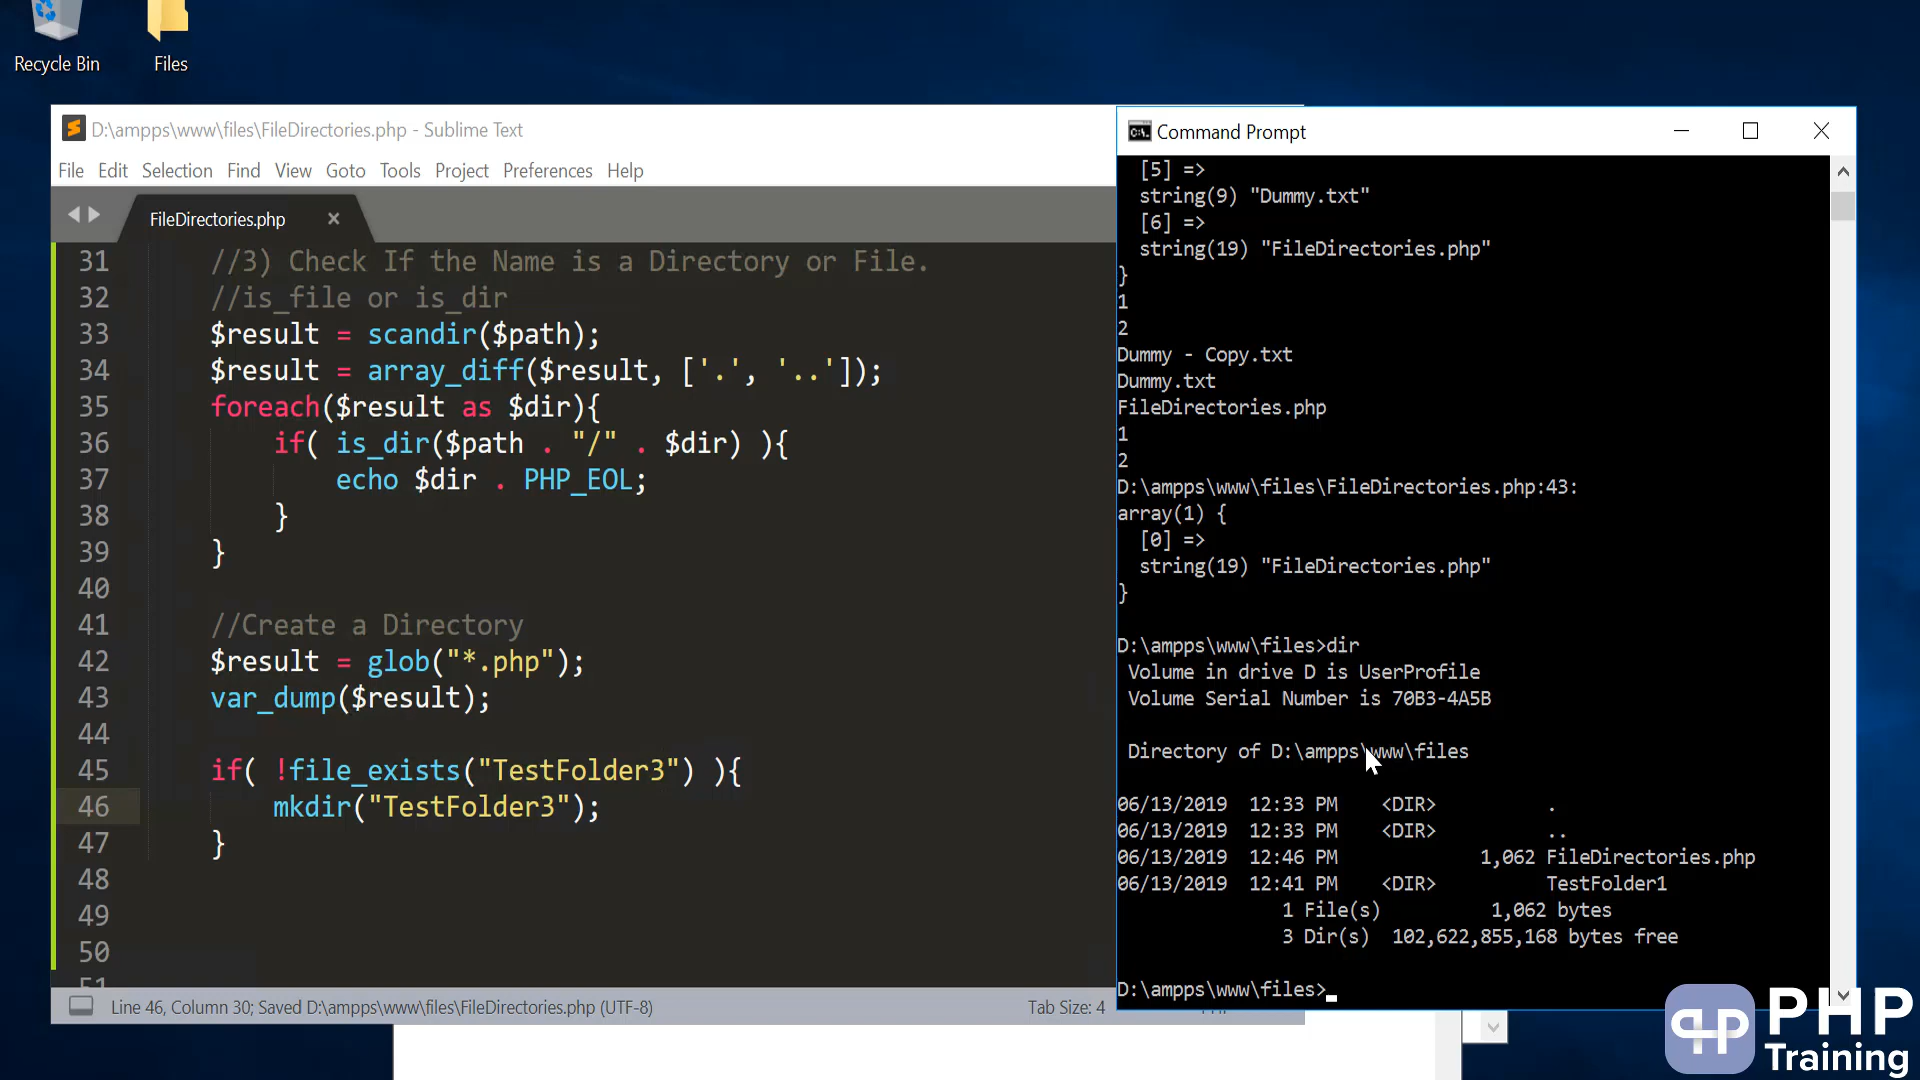 Recycle Bin
Files
D:\ampps\www\files\FileDirectories.php - Sublime Text
File Edit Selection Find View Goto Tools Project Preferences Help
FileDirectories.php ×
31 //3) Check If the Name is a Directory or File.
32 //is_file or is_dir
33 $result = scandir($path);
34 $result = array_diff($result, ['.', '..']);
35 foreach($result as $dir){
36 if( is_dir($path . "/" . $dir) ){
37 echo $dir . PHP_EOL;
38 }
39 }
40
41 //Create a Directory
42 $result = glob("*.php");
43 var_dump($result);
44
45 if( !file_exists("TestFolder3") ){
46 mkdir("TestFolder3");
47 }
48
49
50
51
Line 46, Column 30; Saved D:\ampps\www\files\FileDirectories.php (UTF-8)
Tab Size: 4
PHP
Command Prompt
[5] =>
string(9) "Dummy.txt"
[6] =>
string(19) "FileDirectories.php"
}
1
2
Dummy - Copy.txt
Dummy.txt
FileDirectories.php
1
2
D:\ampps\www\files\FileDirectories.php:43:
array(1) {
[0] =>
string(19) "FileDirectories.php"
}
D:\ampps\www\files>dir
Volume in drive D is UserProfile
Volume Serial Number is 70B3-4A5B
Directory of D:\ampps\www\files
06/13/2019 12:33 PM <DIR> .
06/13/2019 12:33 PM <DIR> ..
06/13/2019 12:46 PM 1,062 FileDirectories.php
06/13/2019 12:41 PM <DIR> TestFolder1
1 File(s) 1,062 bytes
3 Dir(s) 102,622,855,168 bytes free
D:\ampps\www\files>
PHP
Training